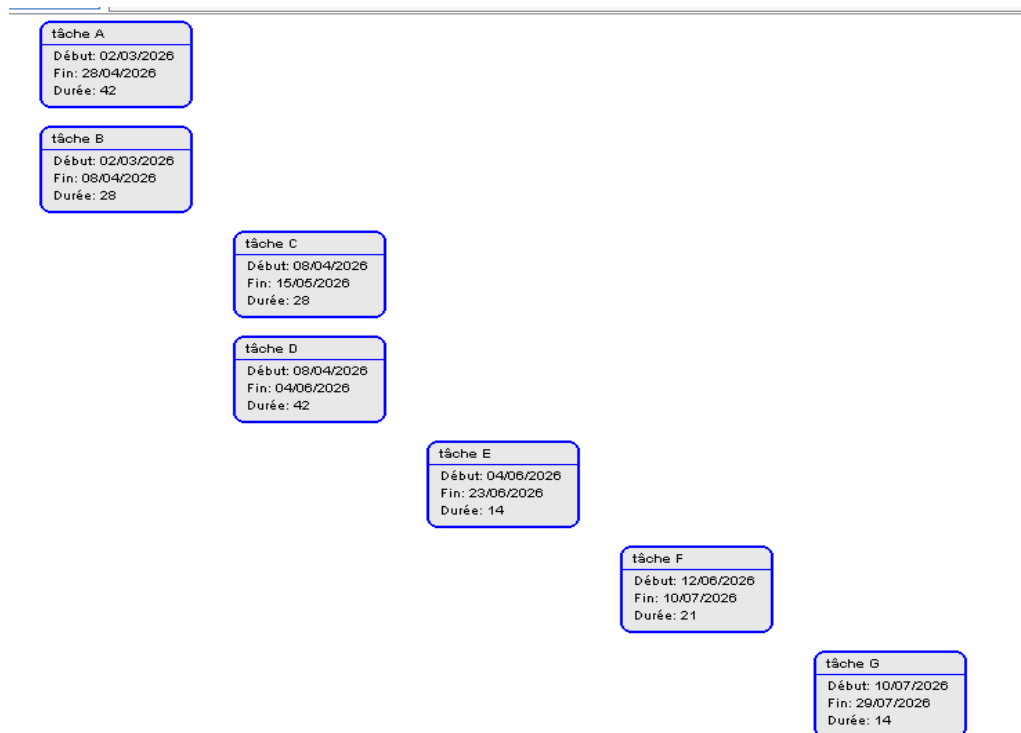 tâche A
Début: 02/03/2026
Fin: 28/04/2026
Durée: 42
tâche B
Début: 02/03/2026
Fin: 08/04/2026
Durée: 28
tâche C
Début: 08/04/2026
Fin: 15/05/2026
Durée: 28
tâche D
Début: 08/04/2026
Fin: 04/06/2026
Durée: 42
tâche E
Début: 04/06/2026
Fin: 23/06/2026
Durée: 14
tâche F
Début: 12/06/2026
Fin: 10/07/2026
Durée: 21
tâche G
Début: 10/07/2026
Fin: 29/07/2026
Durée: 14